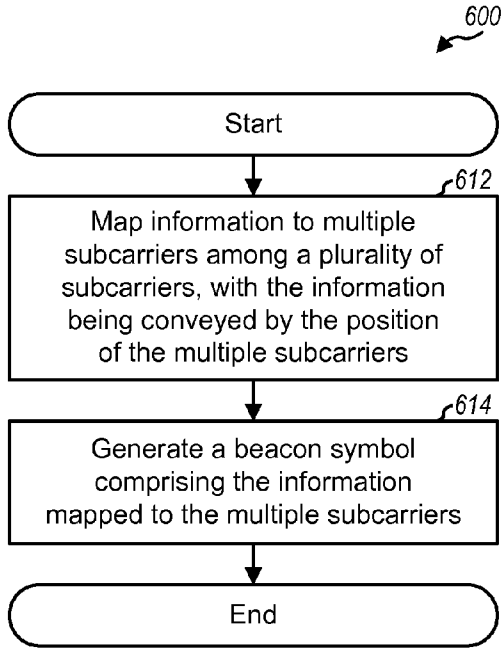 600
Start
612
Map information to multiple
subcarriers among a plurality of
subcarriers, with the information
being conveyed by the position
of the multiple subcarriers
614
Generate a beacon symbol
comprising the information
mapped to the multiple subcarriers
End